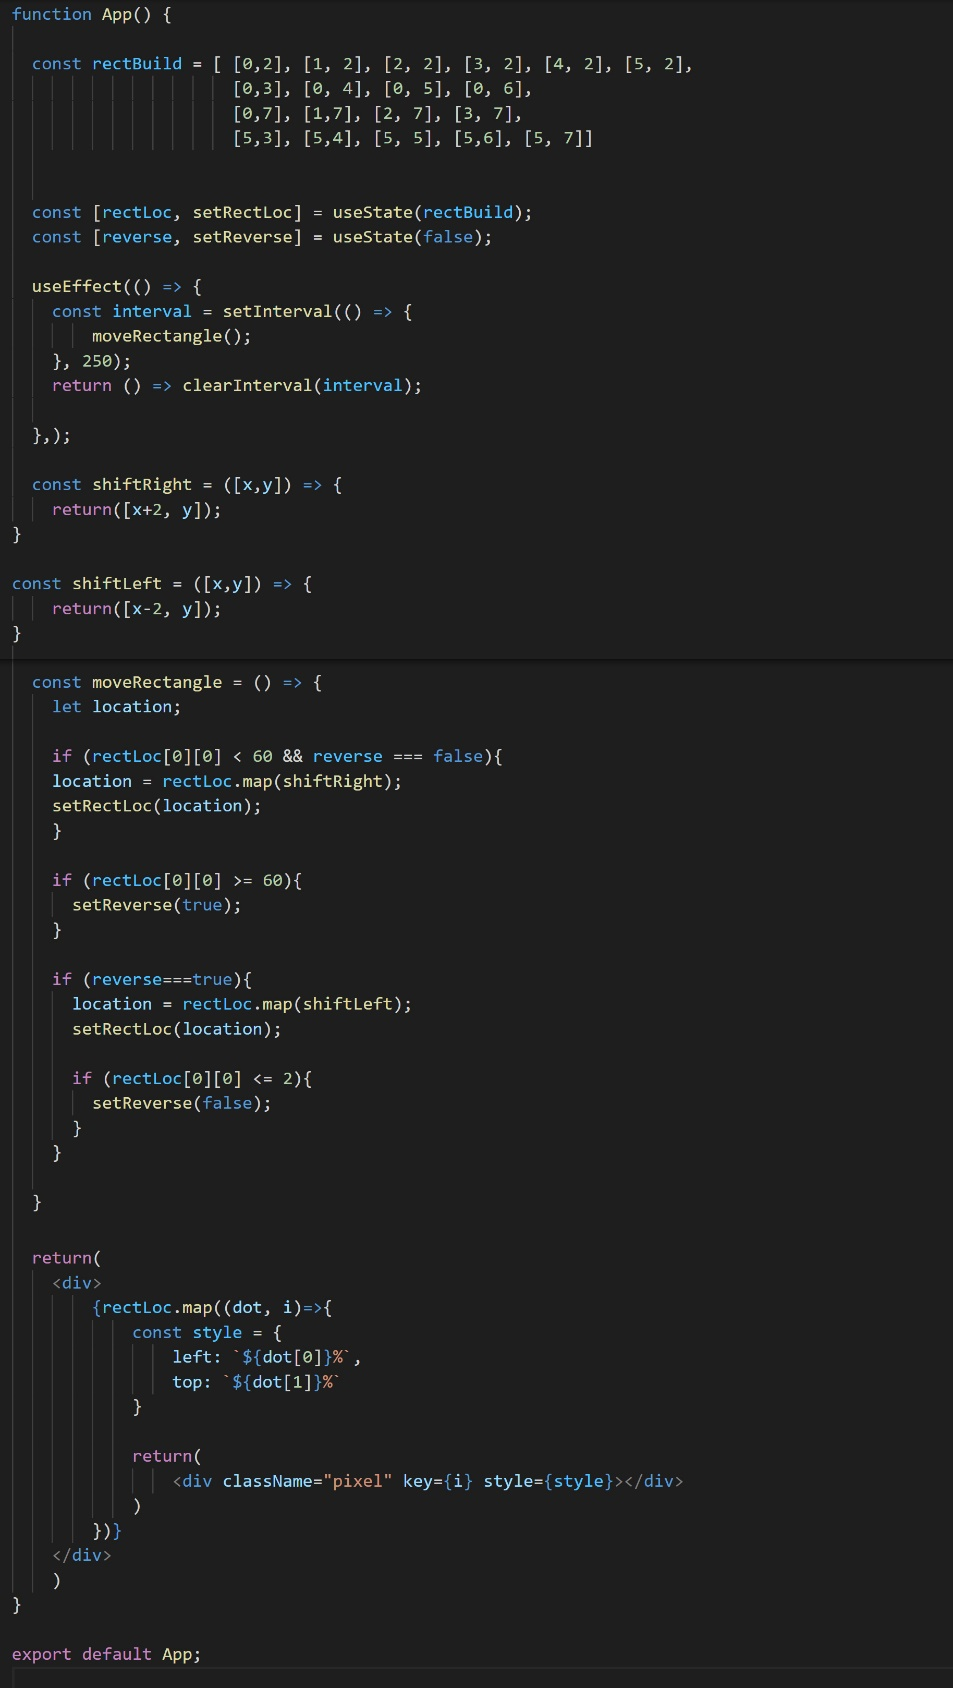 function App() {
const rectBuild = [ [0,2], [1, 2], [2, 2], [3, 2], [4, 2], [5, 2],
[0,3], [0, 4], [0, 5], [0, 6],
[0,7], [1,7], [2, 7], [3, 7],
[5,3], [5,4], [5, 5], [5,6], [5, 7]]
const [rectLoc, setRectLoc] = useState(rectBuild);
const [reverse, setReverse] = useState(false);
useEffect(() => {
const interval = setInterval(() => {
moveRectangle();
}, 250);
return () => clearInterval(interval);
},);
const shiftRight = ([x,y]) => {
return([x+2, y]);
}
const shiftLeft = ([x,y]) => {
return([x-2, y]);
}
const moveRectangle = () => {
let location;
if (rectLoc[0][0] < 60 && reverse === false){
location = rectLoc.map(shiftRight);
setRectLoc(location);
}
if (rectLoc[0][0] >= 60){
setReverse(true);
}
if (reverse===true){
location = rectLoc.map(shiftLeft);
setRectLoc(location);
if (rectLoc[0][0] <= 2){
setReverse(false);
}
}
}
return(
<div>
{rectLoc.map((dot, i)=>{
const style = {
left: `${dot[0]}%`,
top: `${dot[1]}%`
}
return(
<div className="pixel" key={i} style={style}></div>
)
})}
</div>
)
}
export default App;